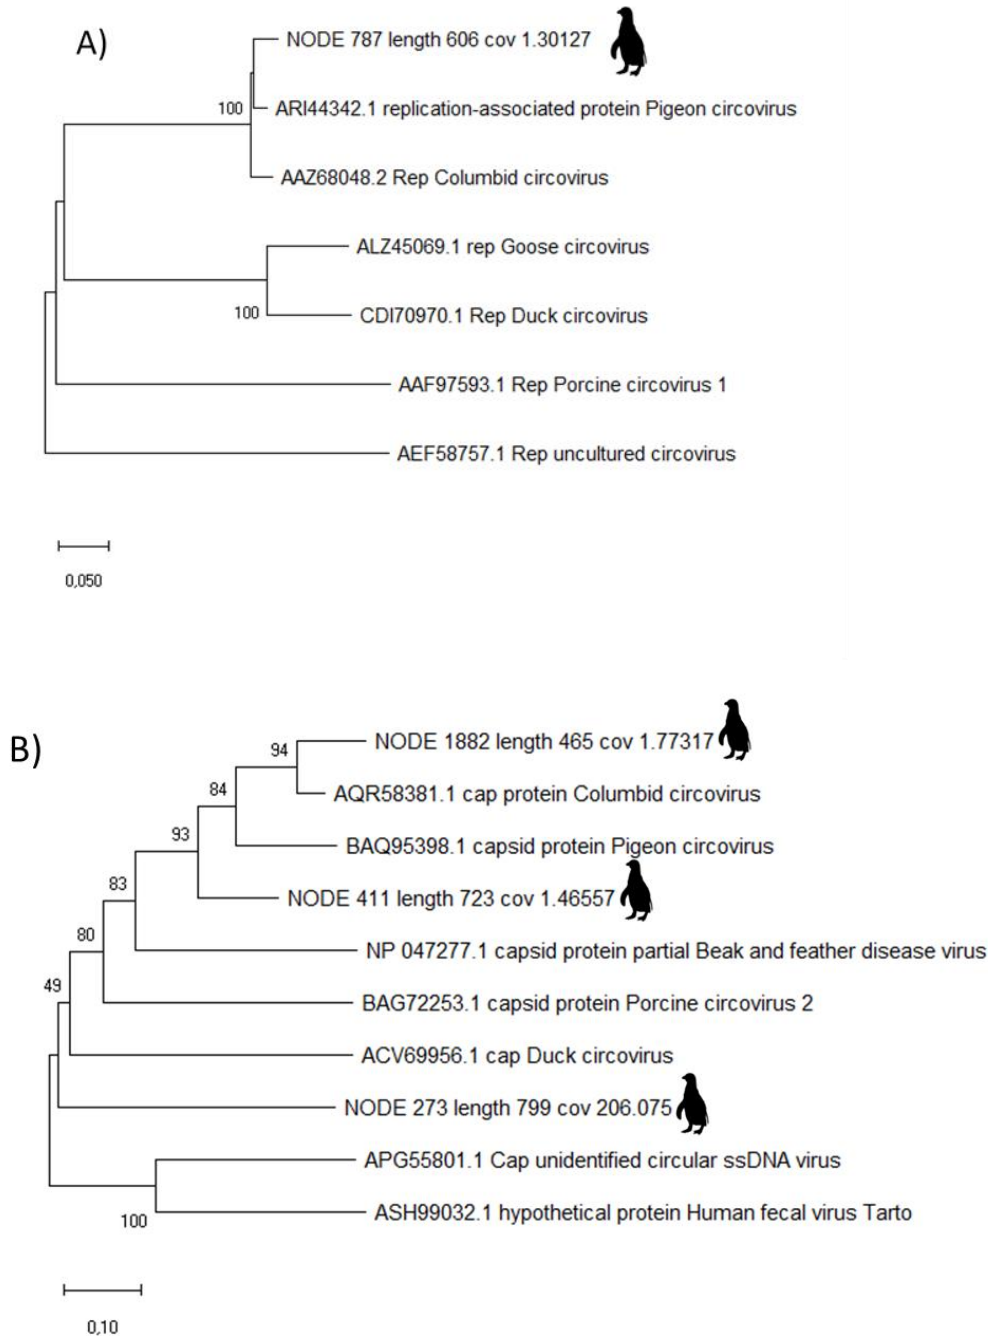 A)
NODE 787 length 606 cov 1.30127
100
ARI44342.1 replication-associated protein Pigeon circovirus
AAZ68048.2 Rep Columbid circovirus
ALZ45069.1 rep Goose circovirus
100
CDI70970.1 Rep Duck circovirus
AAF97593.1 Rep Porcine circovirus 1
AEF58757.1 Rep uncultured circovirus
0,050
B)
NODE 1882 length 465 cov 1.77317
94
AQR58381.1 cap protein Columbid circovirus
84
BAQ95398.1 capsid protein Pigeon circovirus
93
NODE 411 length 723 cov 1.46557
83
NP 047277.1 capsid protein partial Beak and feather disease virus
80
BAG72253.1 capsid protein Porcine circovirus 2
49
ACV69956.1 cap Duck circovirus
NODE 273 length 799 cov 206.075
APG55801.1 Cap unidentified circular ssDNA virus
100
ASH99032.1 hypothetical protein Human fecal virus Tarto
0,10